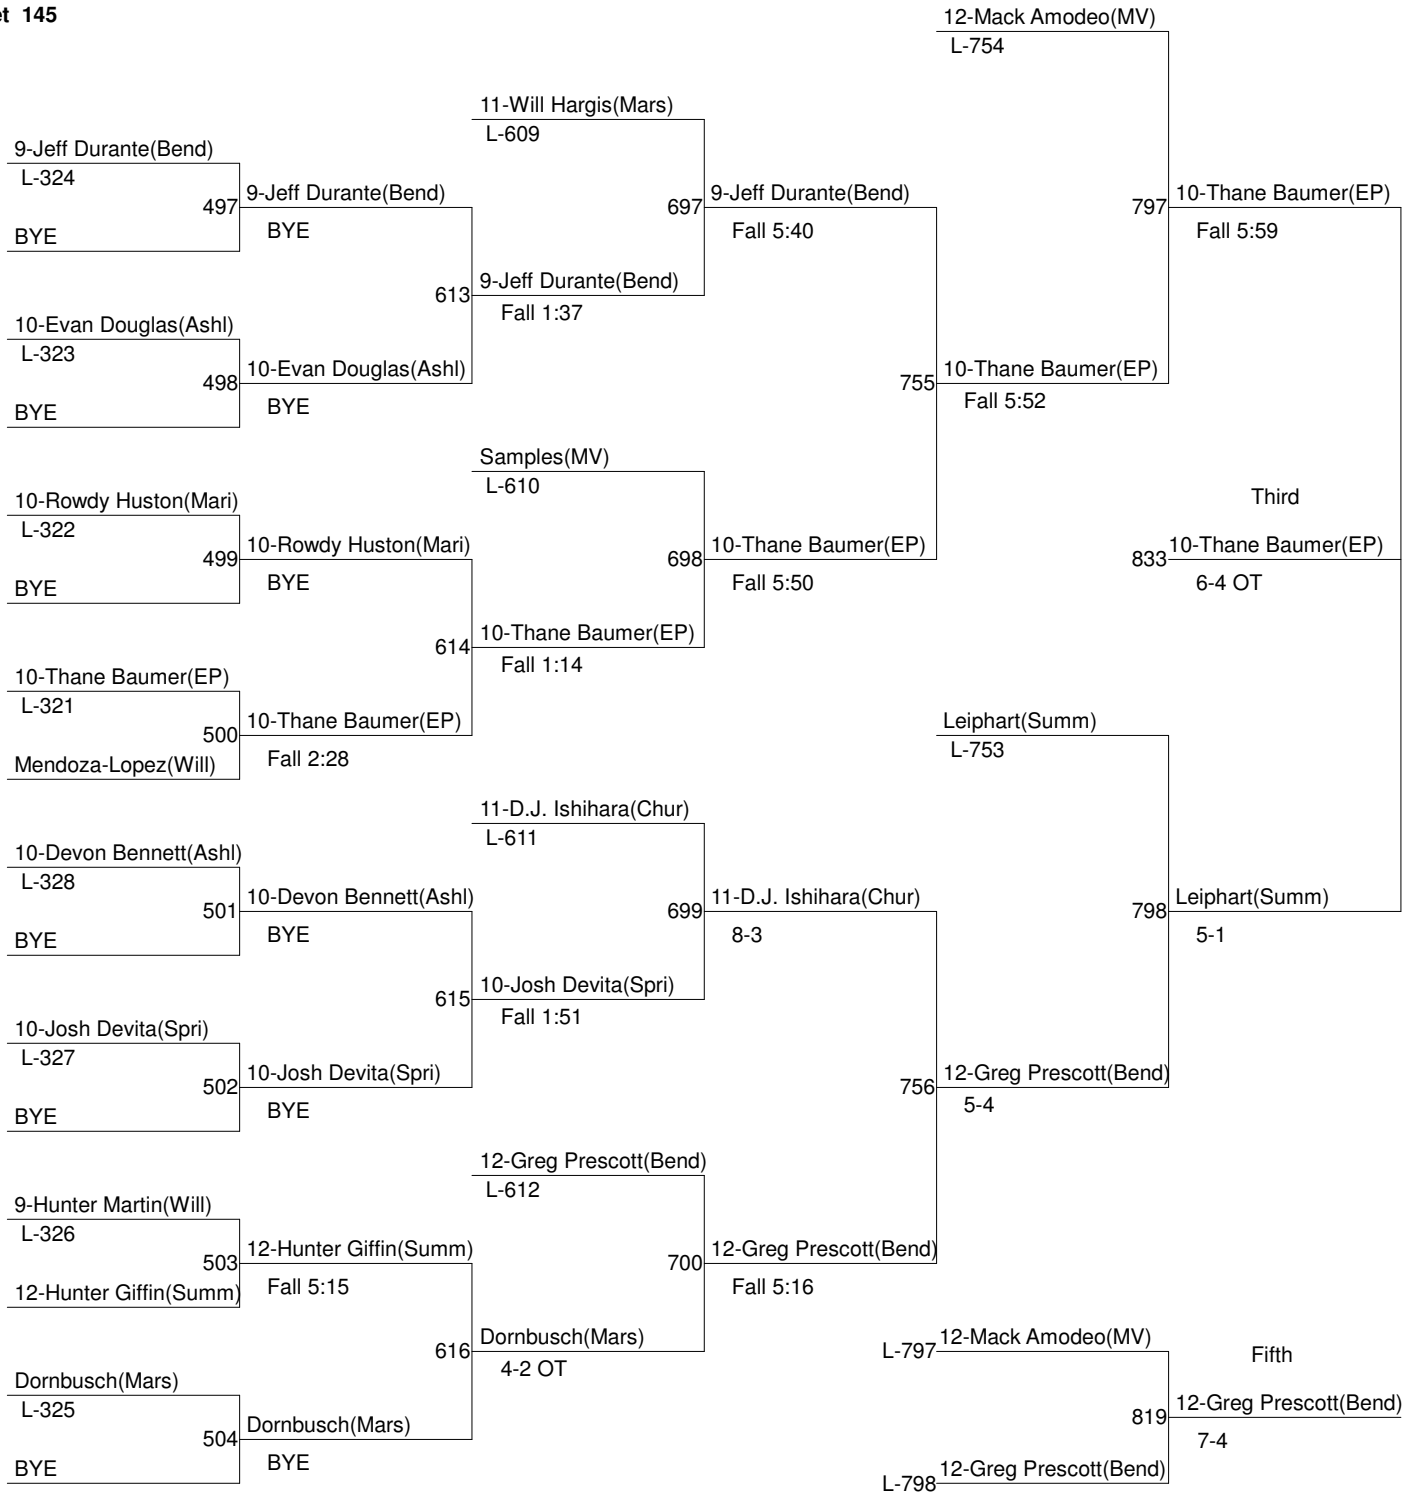 et 145
12-Mack Amodeo(MV)
L-754
11-Will Hargis(Mars)
L-609
9-Jeff Durante(Bend)
L-324
497
9-Jeff Durante(Bend)
BYE
BYE
697
9-Jeff Durante(Bend)
Fall 5:40
797
10-Thane Baumer(EP)
Fall 5:59
613
9-Jeff Durante(Bend)
Fall 1:37
10-Evan Douglas(Ashl)
L-323
498
10-Evan Douglas(Ashl)
BYE
BYE
755
10-Thane Baumer(EP)
Fall 5:52
Samples(MV)
L-610
10-Rowdy Huston(Mari)
L-322
499
10-Rowdy Huston(Mari)
BYE
BYE
698
10-Thane Baumer(EP)
Fall 5:50
Third
833
10-Thane Baumer(EP)
6-4 OT
614
10-Thane Baumer(EP)
Fall 1:14
10-Thane Baumer(EP)
L-321
500
10-Thane Baumer(EP)
Fall 2:28
Mendoza-Lopez(Will)
Leiphart(Summ)
L-753
11-D.J. Ishihara(Chur)
L-611
10-Devon Bennett(Ashl)
L-328
501
10-Devon Bennett(Ashl)
BYE
BYE
699
11-D.J. Ishihara(Chur)
8-3
798
Leiphart(Summ)
5-1
615
10-Josh Devita(Spri)
Fall 1:51
10-Josh Devita(Spri)
L-327
502
10-Josh Devita(Spri)
BYE
BYE
756
12-Greg Prescott(Bend)
5-4
12-Greg Prescott(Bend)
L-612
9-Hunter Martin(Will)
L-326
503
12-Hunter Giffin(Summ)
Fall 5:15
12-Hunter Giffin(Summ)
700
12-Greg Prescott(Bend)
Fall 5:16
616
Dornbusch(Mars)
4-2 OT
L-797
12-Mack Amodeo(MV)
Fifth
Dornbusch(Mars)
L-325
504
Dornbusch(Mars)
BYE
BYE
819
12-Greg Prescott(Bend)
7-4
L-798
12-Greg Prescott(Bend)